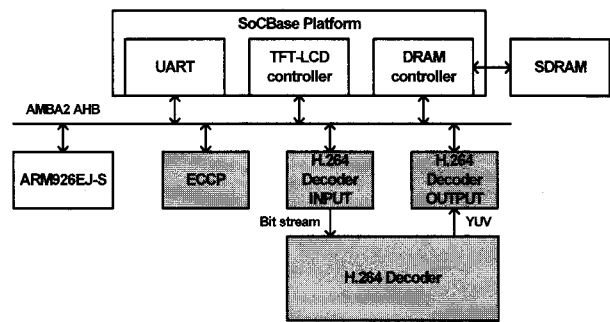 SoCBase Platform
UART
TFT-LCD
controller
DRAM
controller
SDRAM
AMBA2 AHB
ARM926EJ-S
ECCP
H.264
Decoder
INPUT
H.264
Decoder
OUTPUT
Bit stream
YUV
H.264 Decoder